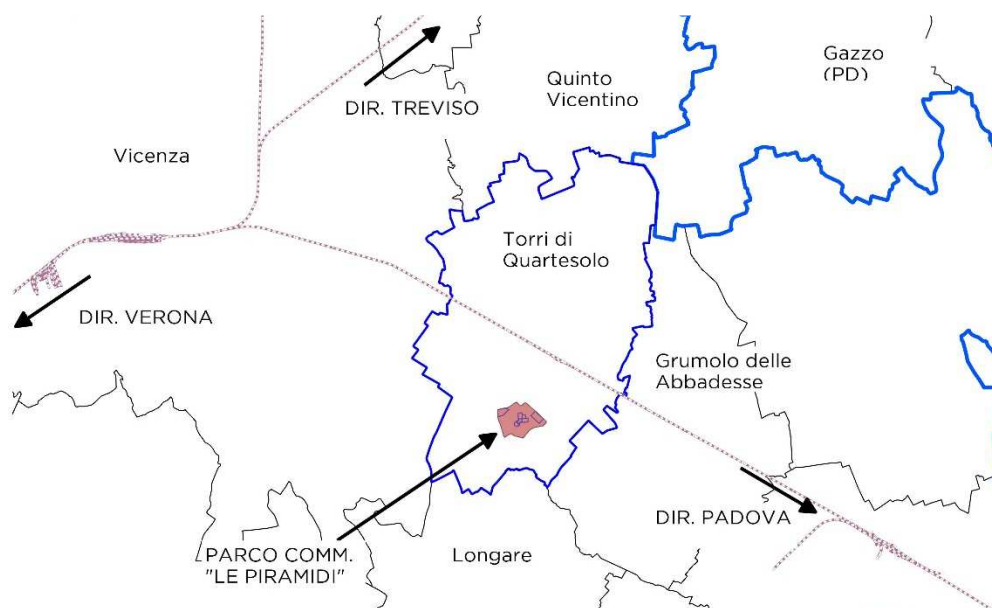 Gazzo
(PD)
Quinto
Vicentino
DIR. TREVISO
Vicenza
Torri di
Quartesolo
DIR. VERONA
Grumolo delle
Abbadesse
DIR. PADOVA
PARCO COMM.
"LE PIRAMIDI"
Longare